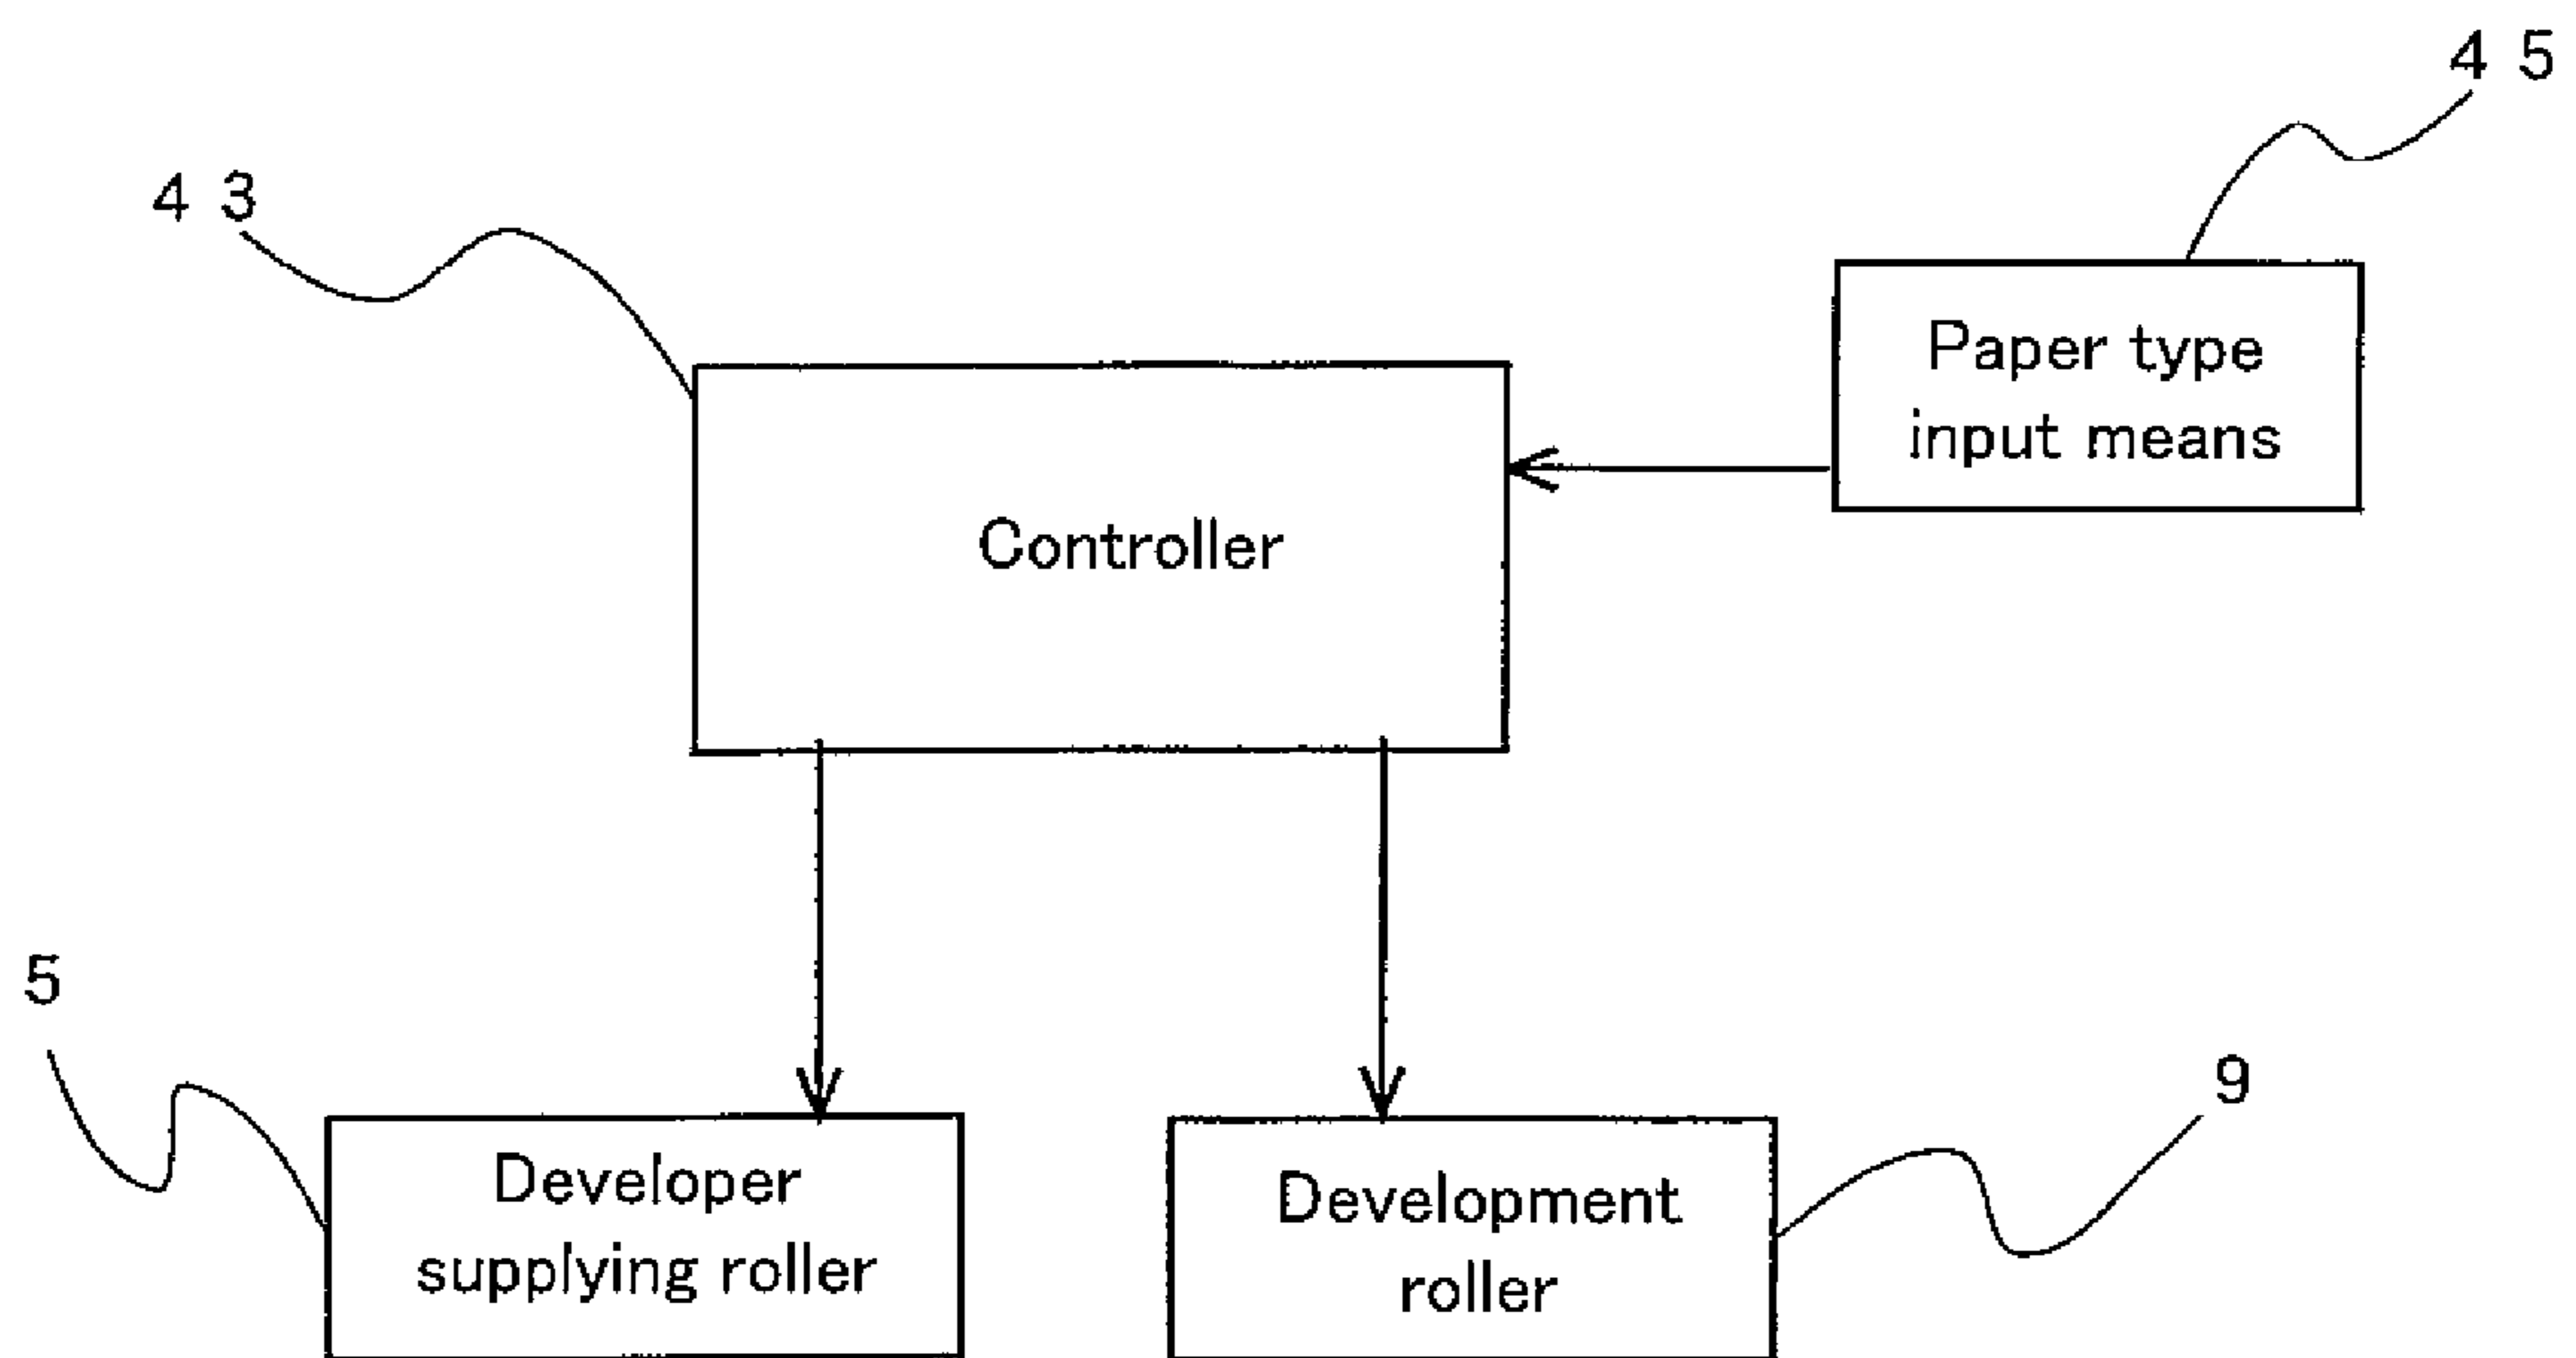 4 5
4 3
Paper type
input means
Controller
5
9
Developer
supplying roller
Development
roller